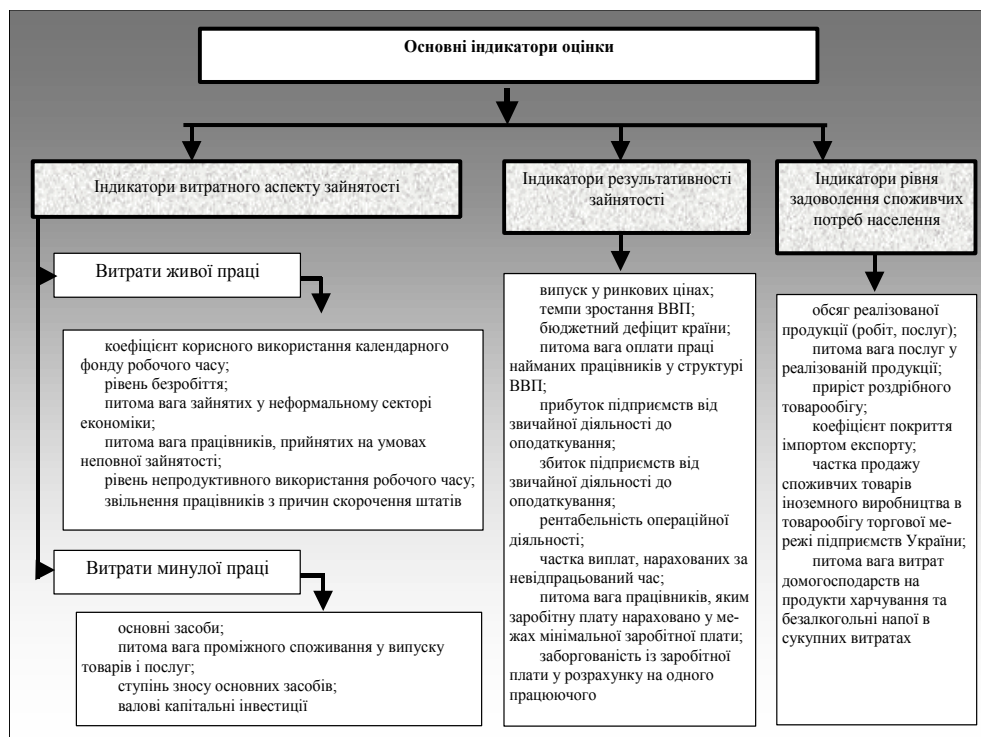 Основні індикатори оцінки
Індикатори витратного аспекту зайнятості
Витрати живої праці
коефіцієнт корисного використання календарного
фонду робочого часу;
рівень безробіття;
питома вага зайнятих у неформальному секторі
економіки;
питома вага працівників, прийнятих на умовах
неповної зайнятості;
рівень непродуктивного використання робочого часу;
звільнення працівників з причин скорочення штатів
Витрати минулої праці
основні засоби;
питома вага проміжного споживання у випуску
товарів і послуг;
ступінь зносу основних засобів;
валові капітальні інвестиції
Індикатори результативності
зайнятості
випуск у ринкових цінах;
темпи зростання ВВП;
бюджетний дефіцит країни;
питома вага оплати праці
найманих працівників у структурі
ВВП;
прибуток підприємств від
звичайної діяльності до
оподаткування;
збиток підприємств від
звичайної діяльності до
оподаткування;
рентабельність операційної
діяльності;
частка виплат, нарахованих за
невідпрацьований час;
питома вага працівників, яким
заробітну плату нараховано у ме-
жах мінімальної заробітної плати;
заборгованість із заробітної
плати у розрахунку на одного
працюючого
Індикатори рівня
задоволення споживчих
потреб населення
обсяг реалізованої
продукції (робіт, послуг);
питома вага послуг у
реалізованій продукції;
приріст роздрібного
товарообігу;
коефіцієнт покриття
імпортом експорту;
частка продажу
споживчих товарів
іноземного виробництва в
товарообігу торгової ме-
режі підприємств України;
питома вага витрат
домогосподарств на
продукти харчування та
безалкогольні напої в
сукупних витратах